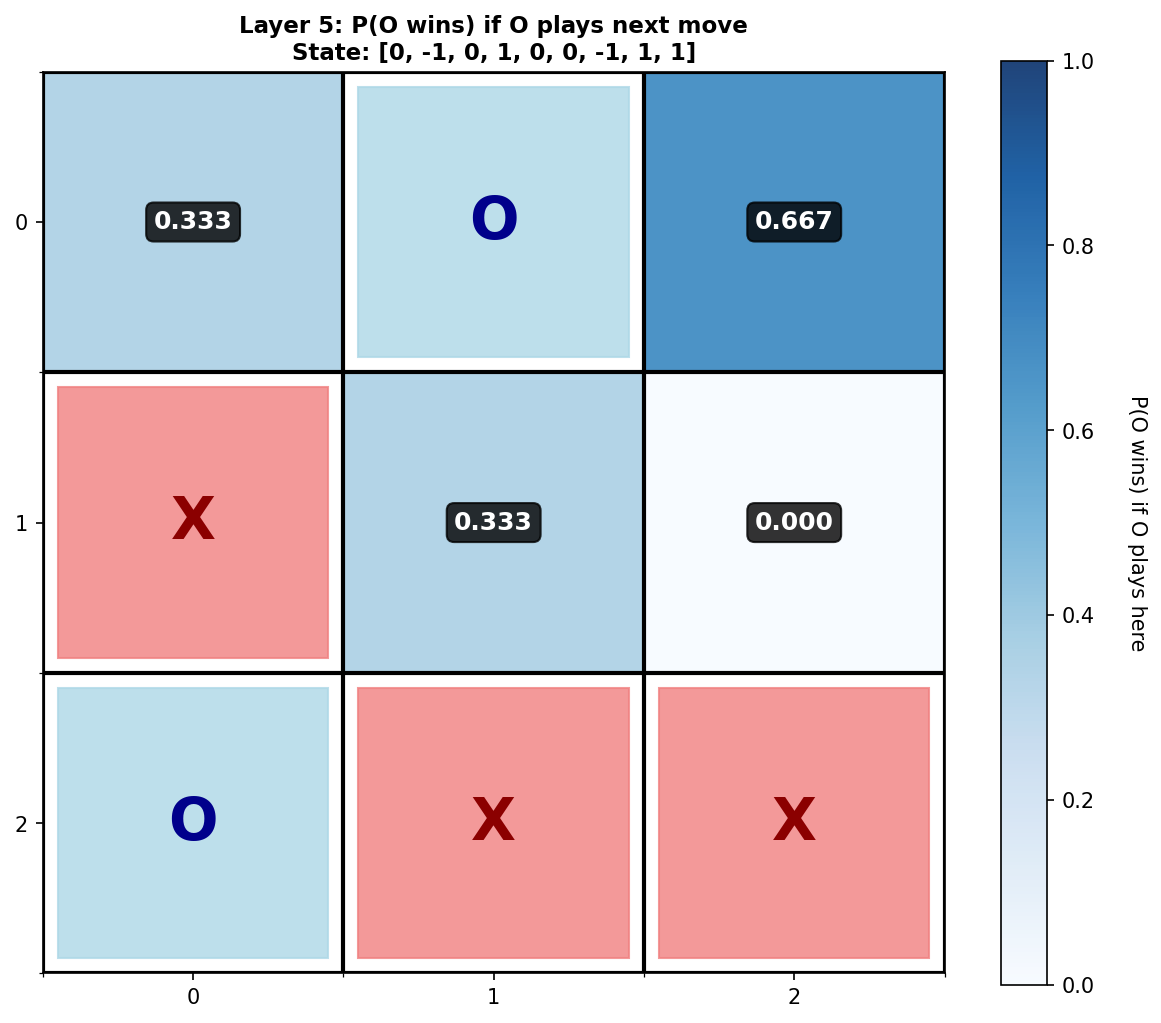 Layer 5: P(O wins) if O plays next move
State: [0, -1, 0, 1, 0, 0, -1, 1, 1]
0
0.333
O
0.667
1
X
0.333
0.000
2
O
X
X
0
1
2
1.0
0.8
0.6
0.4
0.2
0.0
P(O wins) if O plays here